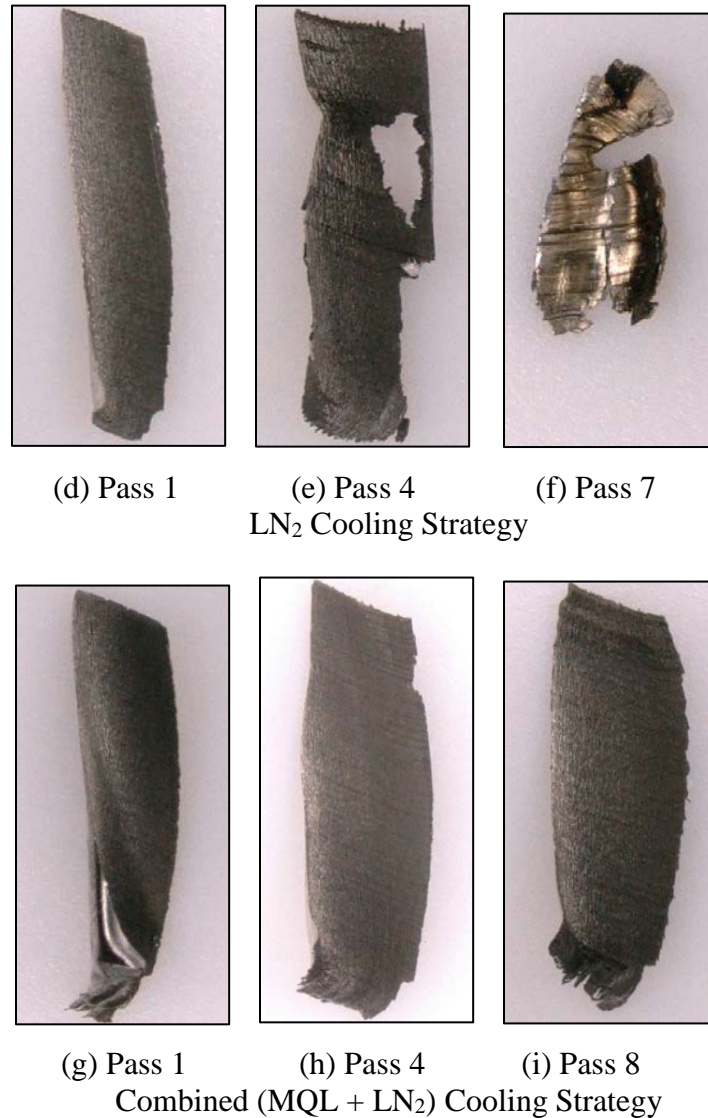 (d) Pass 1 (e) Pass 4 (f) Pass 7
LN₂ Cooling Strategy
(g) Pass 1 (h) Pass 4 (i) Pass 8
Combined (MQL + LN₂) Cooling Strategy